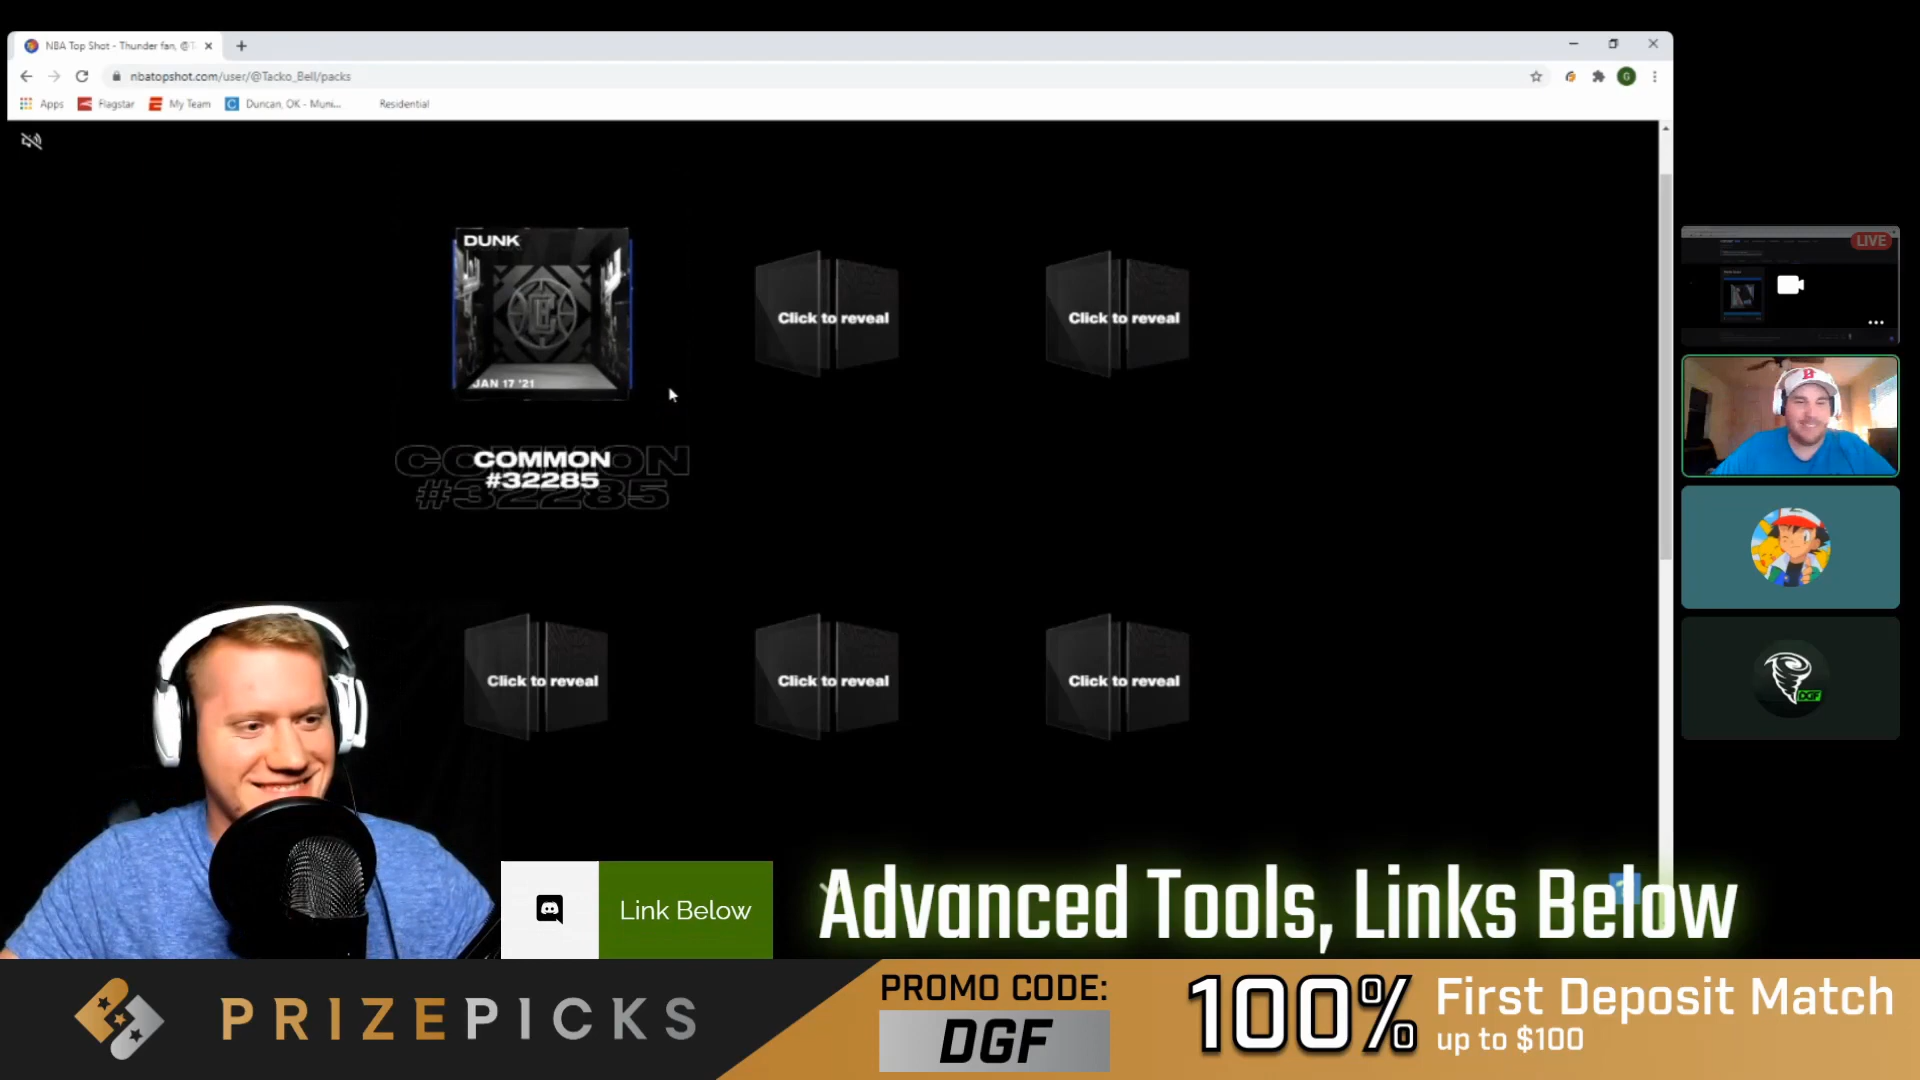 NBA Top Shot - Thunder fan, @T
nbatopshot.com/user/@Tacko_Bell/packs
G
Apps
Flagstar
My Team
Duncan, OK - Muni...
Residential
DUNK
JAN 17 '21
COMMON
#32285
Click to reveal
Click to reveal
Click to reveal
Click to reveal
Click to reveal
LIVE
B
DGF
Link Below
Advanced Tools, Links Below
PRIZEPICKS
PROMO CODE:
DGF
100%
First Deposit Match
up to $100